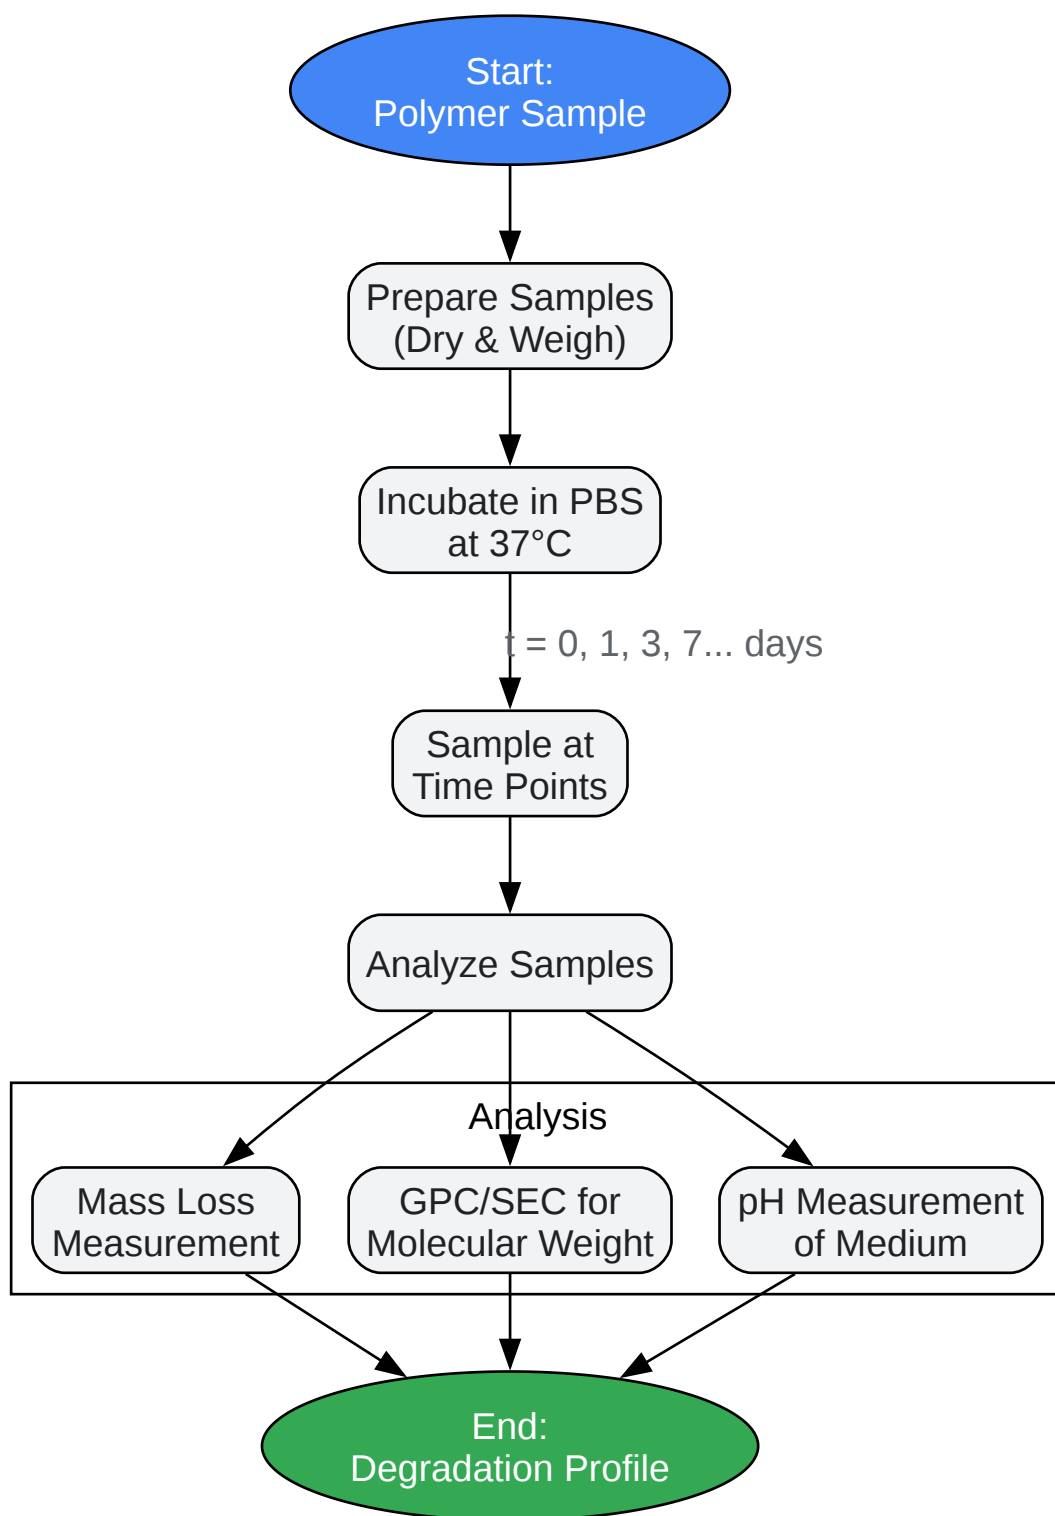 Start:
Polymer Sample
Prepare Samples
(Dry & Weigh)
Incubate in PBS
at 37°C
t = 0, 1, 3, 7... days
Sample at
Time Points
Analyze Samples
Analysis
Mass Loss
Measurement
GPC/SEC for
Molecular Weight
pH Measurement
of Medium
End:
Degradation Profile